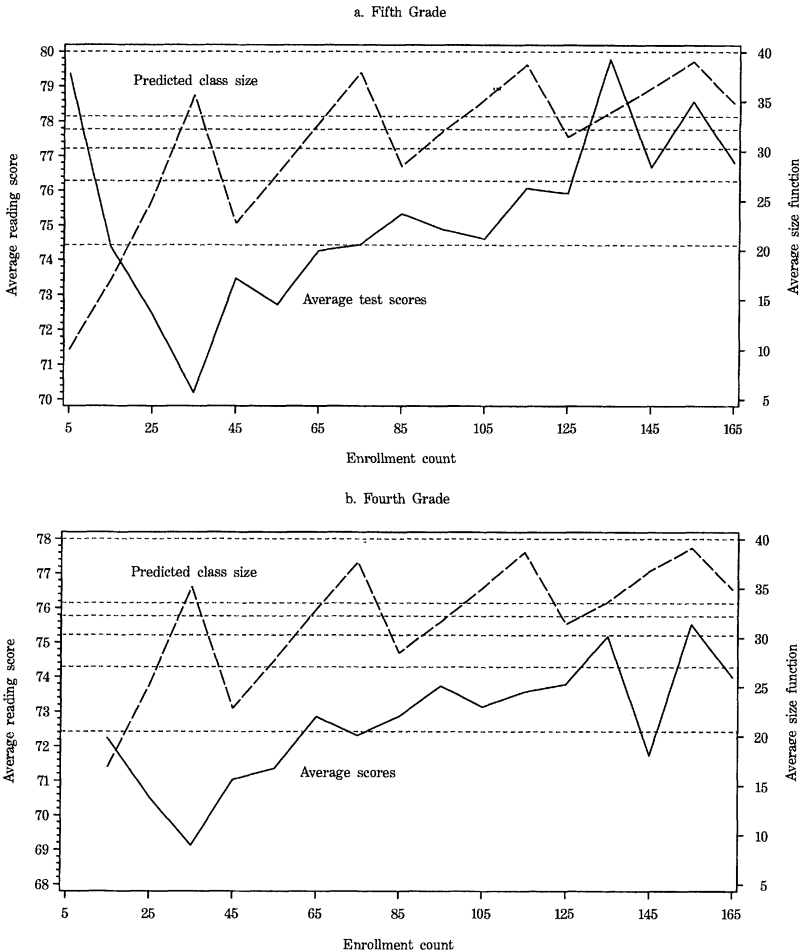 a. Fifth Grade
80
79
78
77
76
75
74
73
72
71
70
Average reading score
Predicted class size
Average test scores
40
35
30
25
20
15
10
5
Average size function
5 25 45 65 85 105 125 145 165
Enrollment count
b. Fourth Grade
78
77
76
75
74
73
72
71
70
69
68
Average reading score
Predicted class size
Average scores
40
35
30
25
20
15
10
5
Average size function
5 25 45 65 85 105 125 145 165
Enrollment count